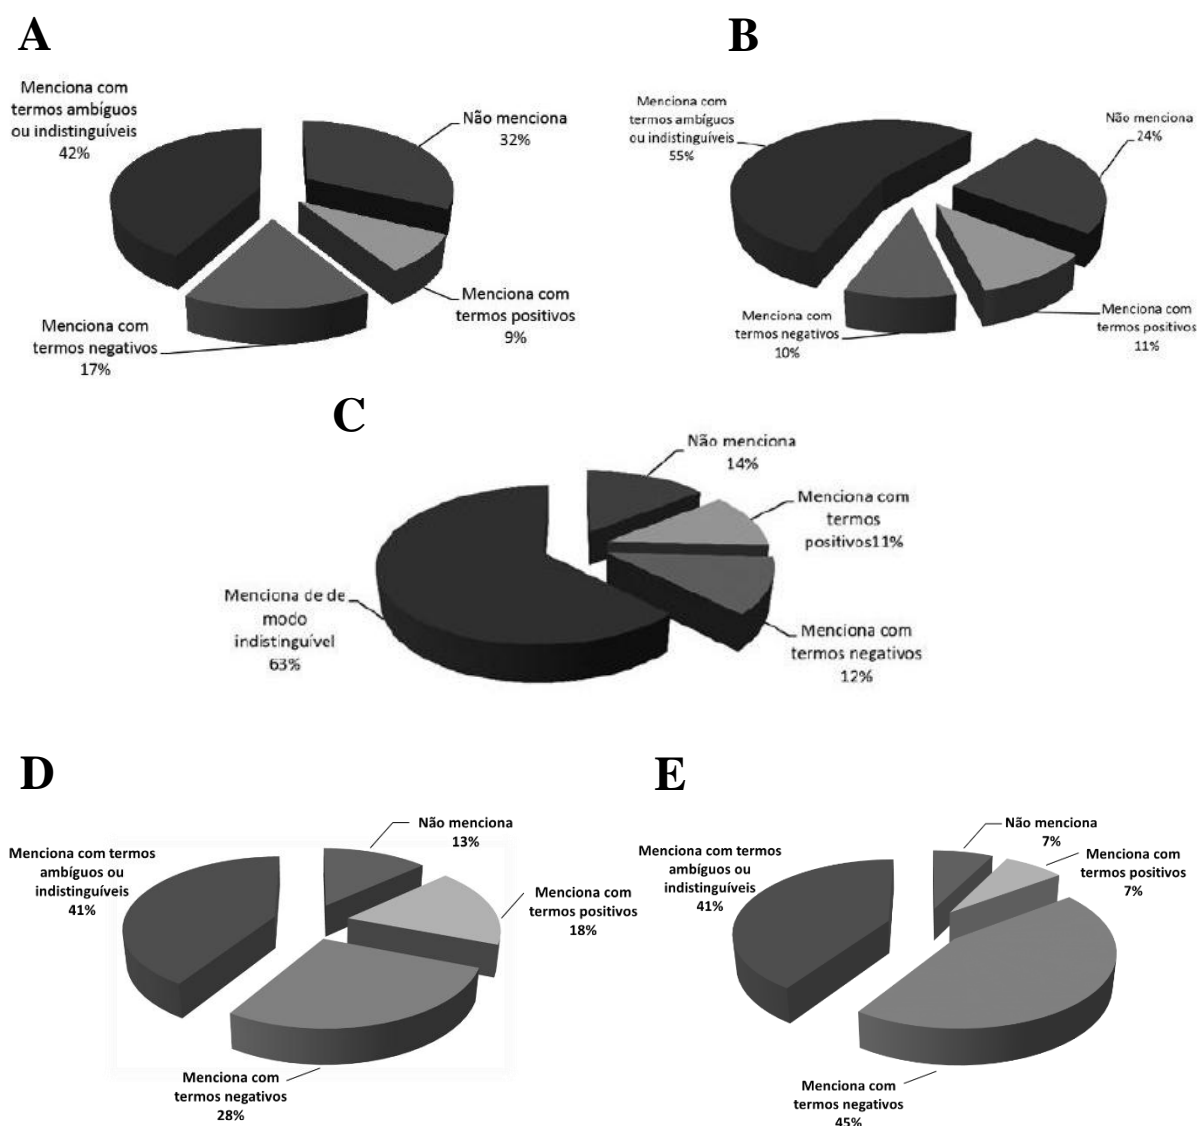 A
Menciona com
termos ambíguos
ou indistinguíveis
42%
Não menciona
32%
Menciona com
termos positivos
9%
Menciona com
termos negativos
17%
B
Menciona com
termos ambíguos
ou indistinguíveis
55%
Não menciona
24%
Menciona com
termos positivos
11%
Menciona com
termos negativos
10%
C
Não menciona
14%
Menciona com
termos
positivos11%
Menciona de de
modo
indistinguível
63%
Menciona com
termos negativos
12%
D
Não menciona
13%
Menciona com termos
ambíguos ou
indistinguíveis
41%
Menciona com
termos positivos
18%
Menciona com
termos negativos
28%
E
Não menciona
7%
Menciona com termos
ambíguos ou
indistinguíveis
41%
Menciona com
termos positivos
7%
Menciona com
termos negativos
45%